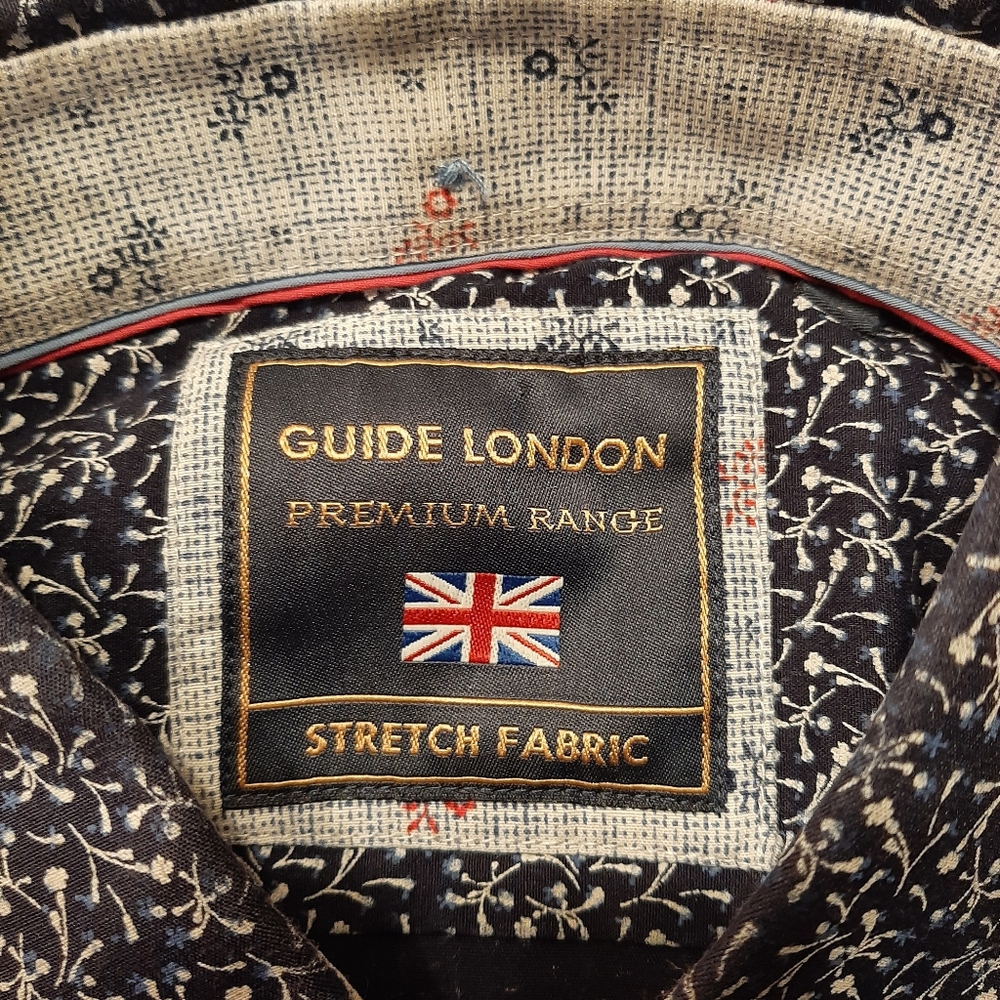 GUIDE LONDON
PREMIUM RANGE
STRETCH FABRIC